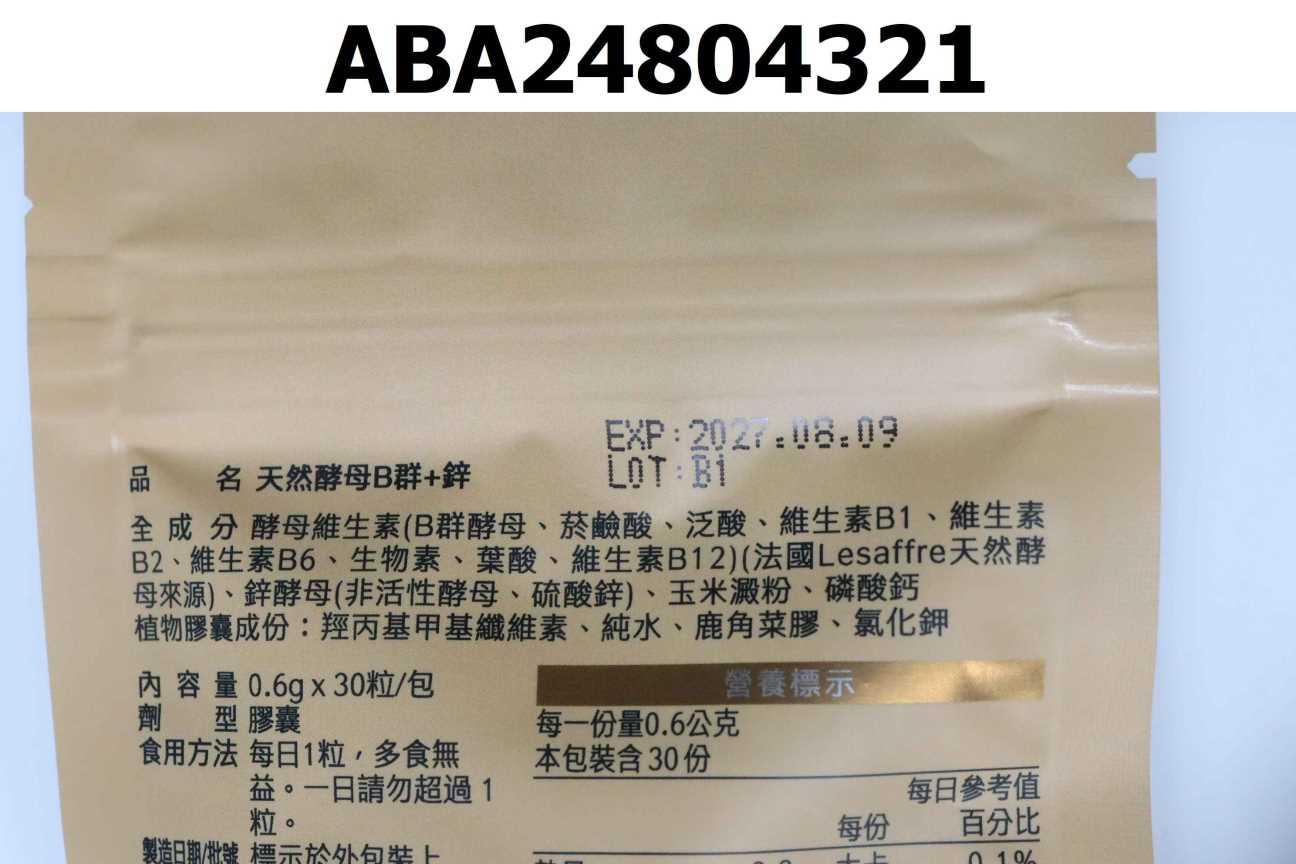 ABA24804321
EXP:2027.08.09
LOT:B1
品名 天然酵母B群+鋅
全成分 酵母維生素(B群酵母、菸鹼酸、泛酸、維生素B1、維生素
B2、維生素B6、生物素、葉酸、維生素B12)(法國Lesaffre天然酵
母來源)、鋅酵母(非活性酵母、硫酸鋅)、玉米澱粉、磷酸鈣
植物膠囊成份：羥丙基甲基纖維素、純水、鹿角菜膠、氯化鉀
內容量 0.6g x 30粒/包
劑型 膠囊
食用方法 每日1粒，多食無
益。一日請勿超過 1
粒。
製造日期/批號 標示於外包裝上
營養標示
每一份量0.6公克
本包裝含30份
每日參考值
每份 百分比
0.1%